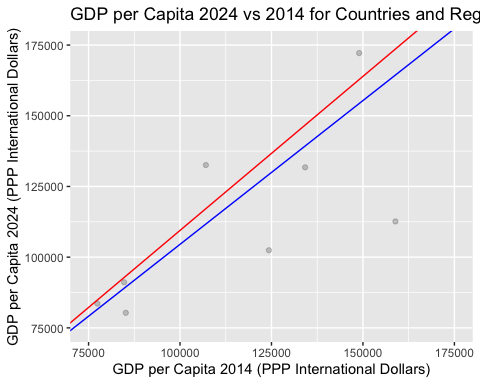 GDP per Capita 2024 vs 2014 for Countries and Reg
GDP per Capita 2024 (PPP International Dollars)
175000
150000
125000
100000
75000
75000 100000 125000 150000 175000
GDP per Capita 2014 (PPP International Dollars)